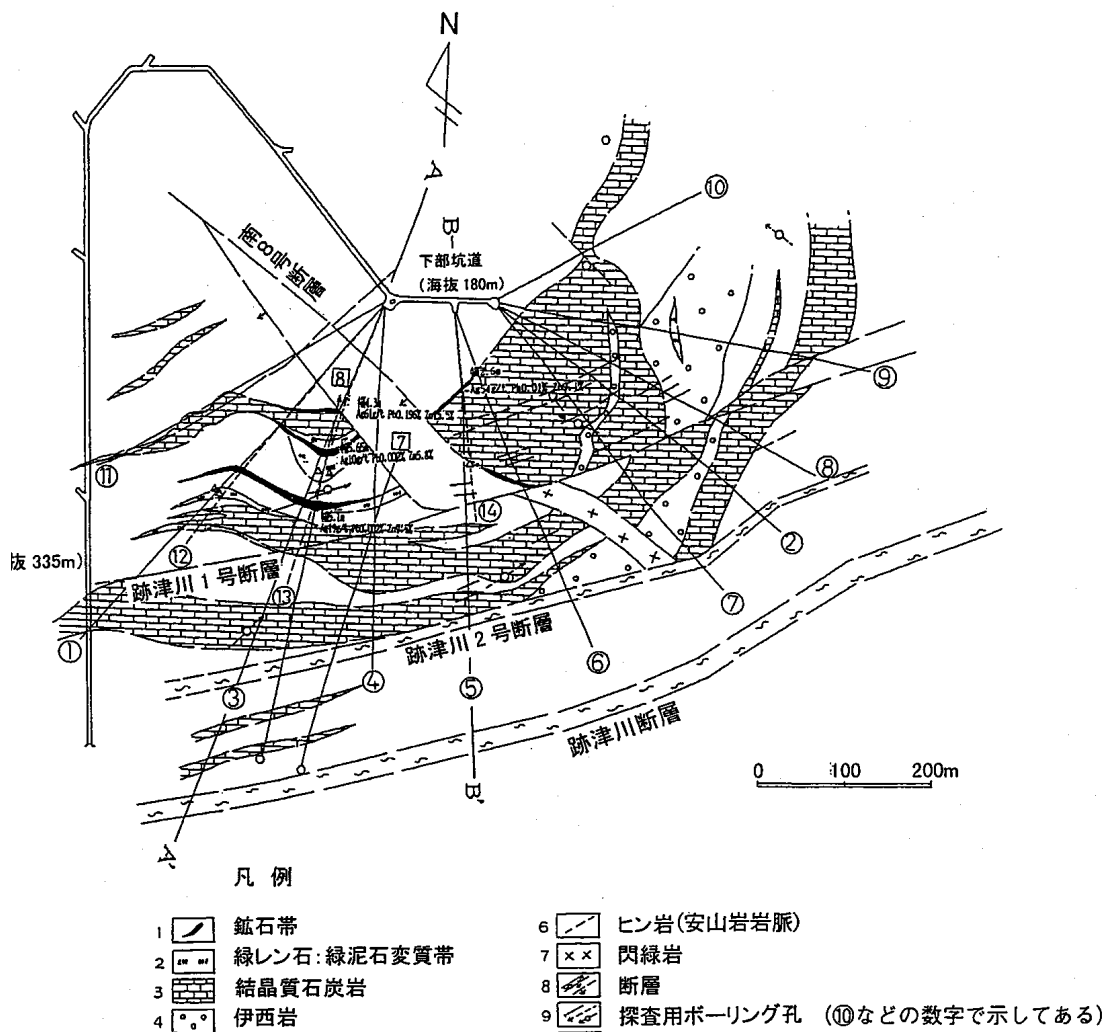 N
A
B
⑩
南8号断層
下部坑道
(海抜 180m)
⑨
8
7
⑪
⑧
⑭
⑫
②
抜 335m)
跡津川1号断層
⑬
⑦
跡津川2号断層
①
⑥
④
③
⑤
跡津川断層
0 100 200m
B'
A'
凡例
1 鉱石帯
2 緑レン石:緑泥石変質帯
3 結晶質石炭岩
4 伊西岩
6 ヒン岩(安山岩岩脈)
7 閃緑岩
8 断層
9 探査用ボーリング孔 (⑩などの数字で示してある)